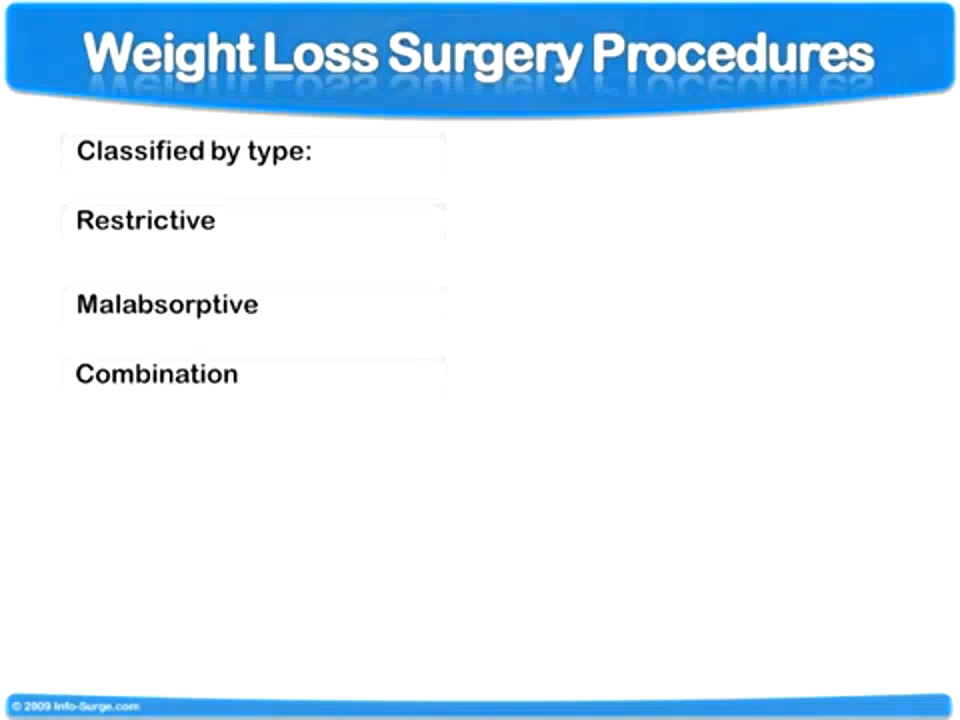 Weight Loss Surgery Procedures
Classified by type:
Restrictive
Malabsorptive
Combination
© 2009 Info-Surge.com